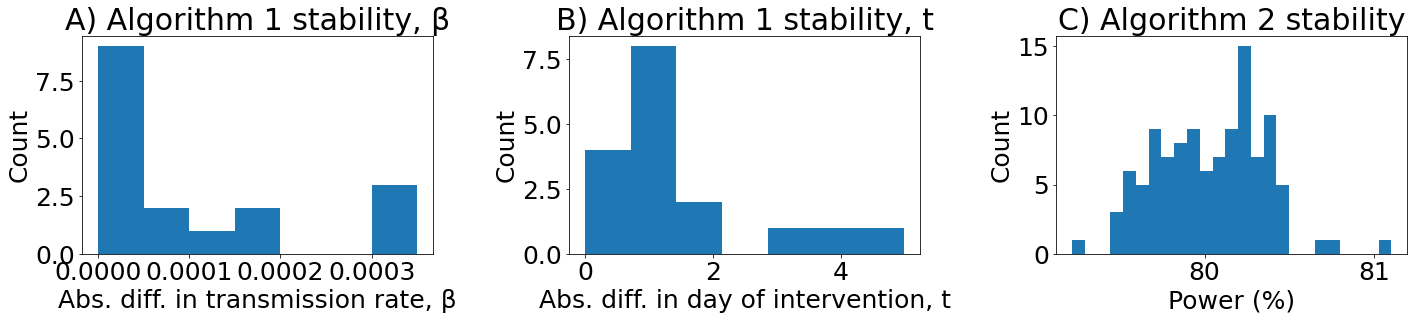 A) Algorithm 1 stability, β
Count
7.5
5.0
2.5
0.0
0.0000 0.0001 0.0002 0.0003
Abs. diff. in transmission rate, β
B) Algorithm 1 stability, t
Count
7.5
5.0
2.5
0.0
0 2 4
Abs. diff. in day of intervention, t
C) Algorithm 2 stability
Count
15
10
5
0
80 81
Power (%)